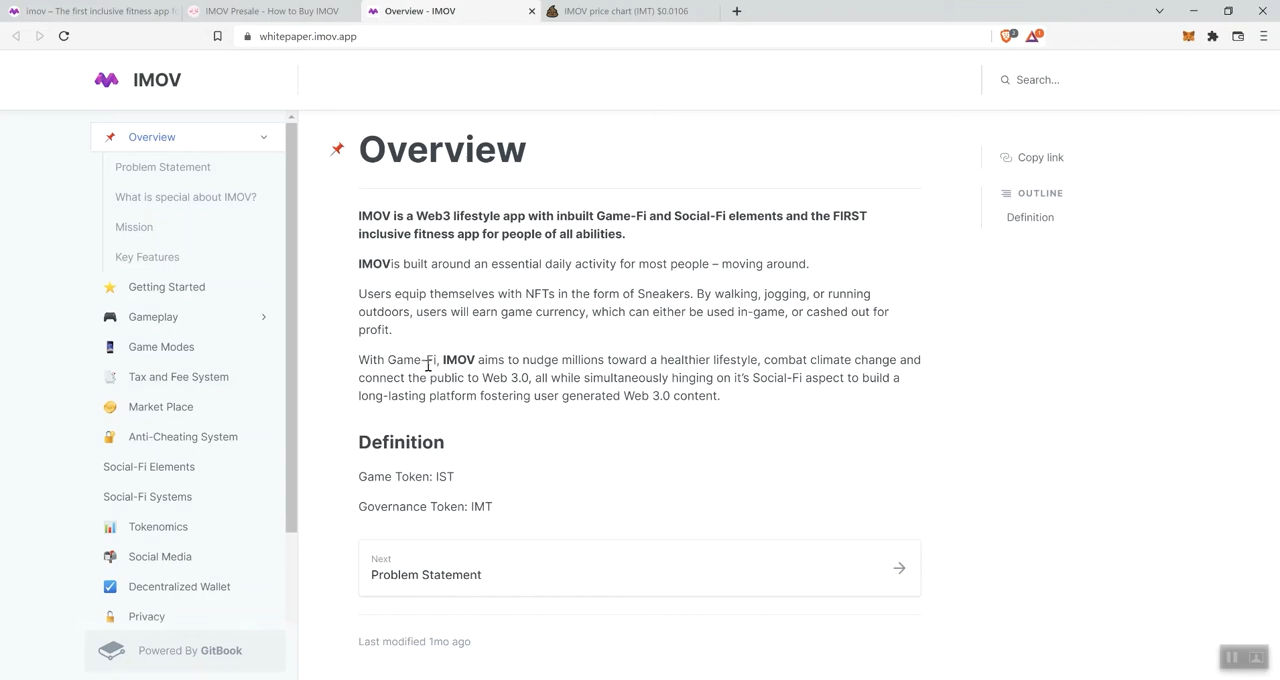 imov – The first inclusive fitness app fo
IMOV Presale - How to Buy IMOV
Overview - IMOV
IMOV price chart (IMT) $0.0106
whitepaper.imov.app
2
1
IMOV
Search...
Overview
Problem Statement
What is special about IMOV?
Mission
Key Features
Getting Started
Gameplay
Game Modes
Tax and Fee System
Market Place
Anti-Cheating System
Social-Fi Elements
Social-Fi Systems
Tokenomics
Social Media
Decentralized Wallet
Privacy
Powered By GitBook
Overview
IMOV is a Web3 lifestyle app with inbuilt Game-Fi and Social-Fi elements and the FIRST
inclusive fitness app for people of all abilities.
IMOVis built around an essential daily activity for most people – moving around.
Users equip themselves with NFTs in the form of Sneakers. By walking, jogging, or running
outdoors, users will earn game currency, which can either be used in-game, or cashed out for
profit.
With Game-Fi, IMOV aims to nudge millions toward a healthier lifestyle, combat climate change and
connect the public to Web 3.0, all while simultaneously hinging on it's Social-Fi aspect to build a
long-lasting platform fostering user generated Web 3.0 content.
Definition
Game Token: IST
Governance Token: IMT
Next
Problem Statement
Last modified 1mo ago
Copy link
OUTLINE
Definition